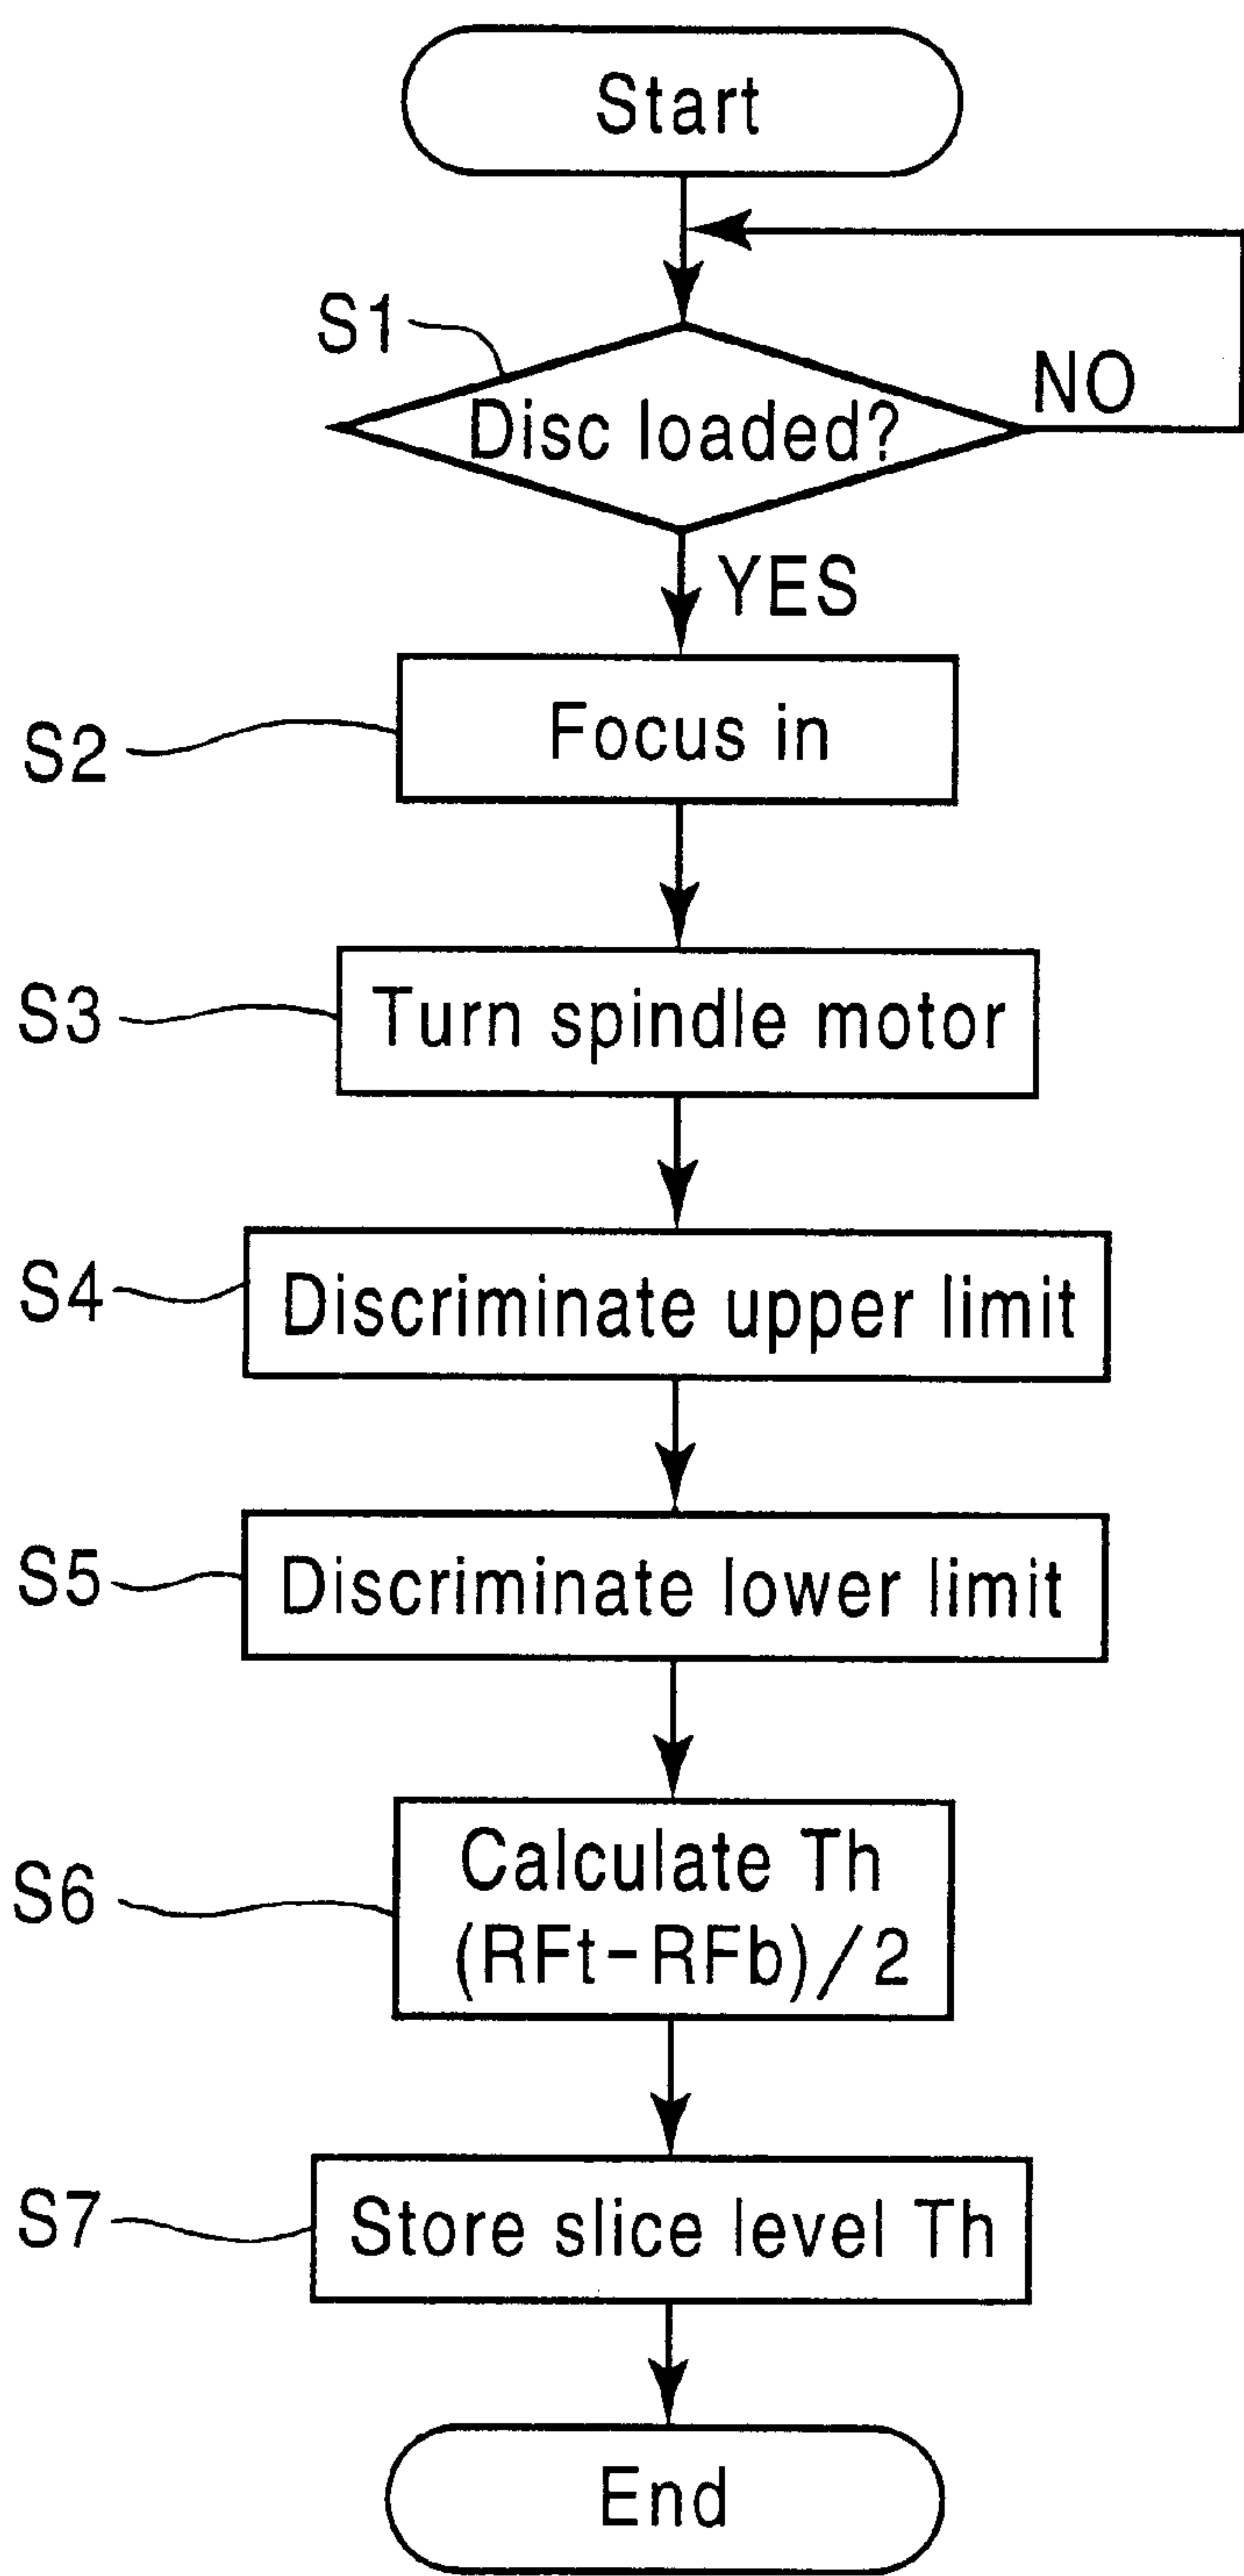 Start
S1
Disc loaded?
NO
YES
S2
Focus in
S3
Turn spindle motor
S4
Discriminate upper limit
S5
Discriminate lower limit
S6
Calculate Th
(RFt-RFb)/2
S7
Store slice level Th
End